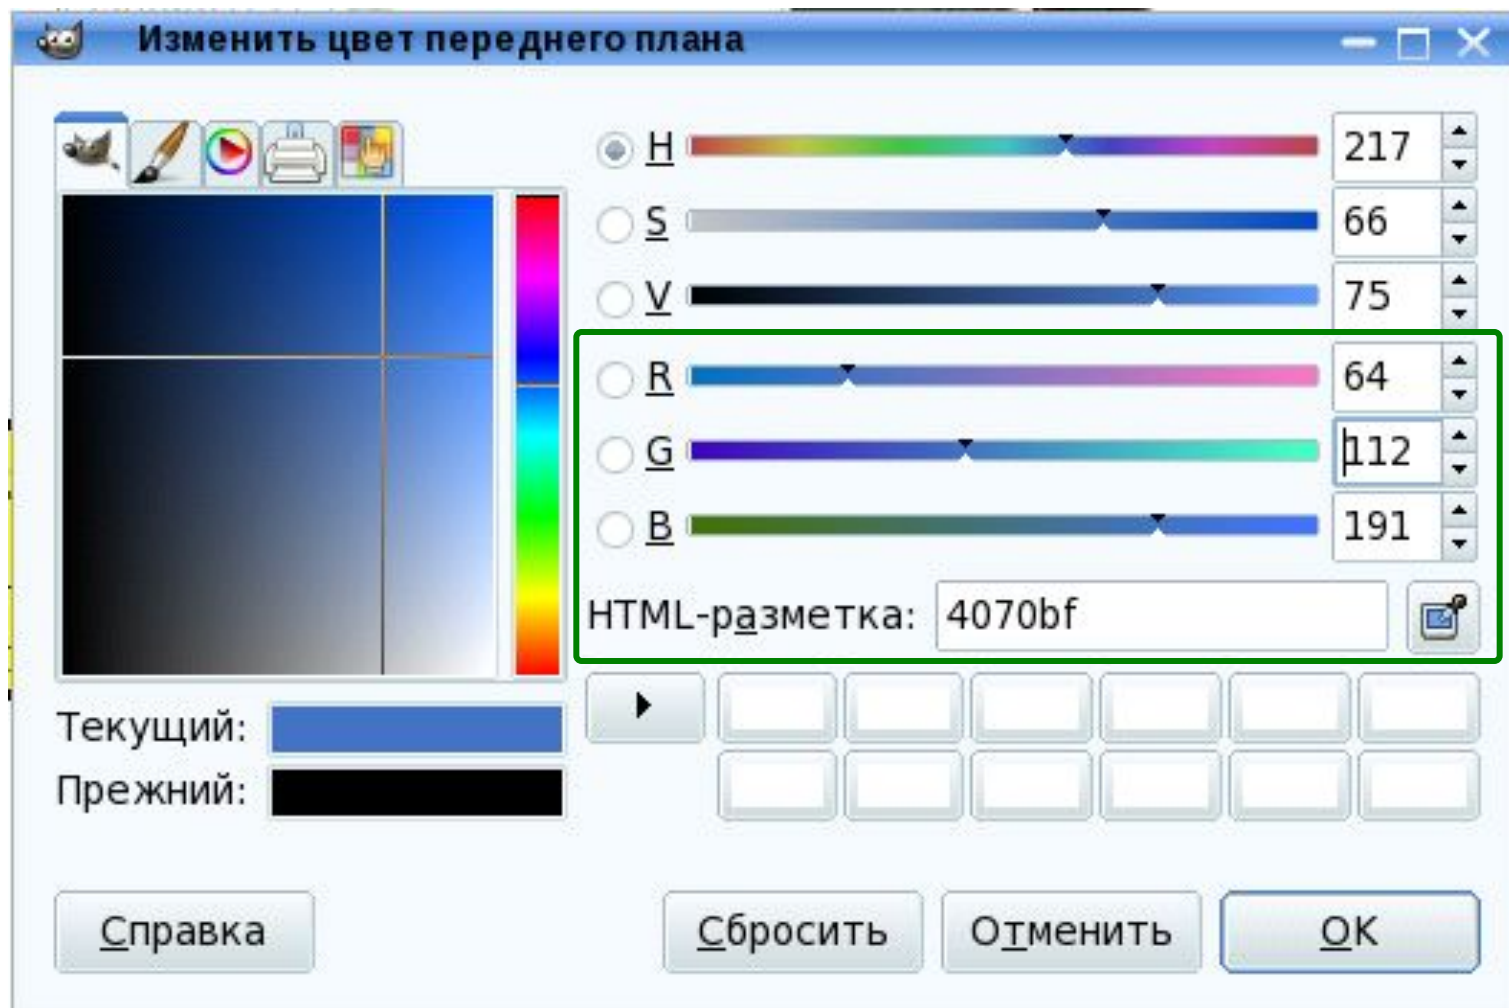 Изменить цвет переднего плана
H 217
S 66
V 75
R 64
G 112
B 191
HTML-разметка: 4070bf
Текущий:
Прежний:
Справка Сбросить Отменить OK